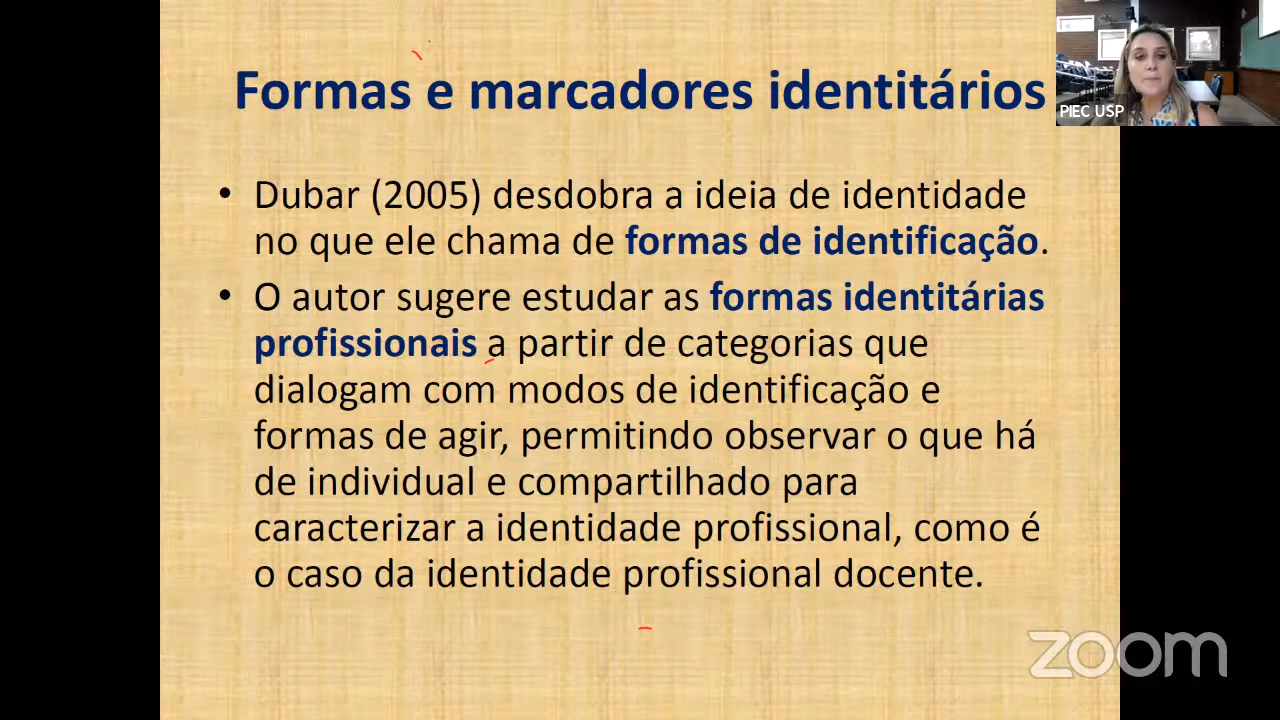 Formas e marcadores identitários
PIEC USP
• Dubar (2005) desdobra a ideia de identidade
no que ele chama de formas de identificação.
• O autor sugere estudar as formas identitárias
profissionais a partir de categorias que
dialogam com modos de identificação e
formas de agir, permitindo observar o que há
de individual e compartilhado para
caracterizar a identidade profissional, como é
o caso da identidade profissional docente.
zoom